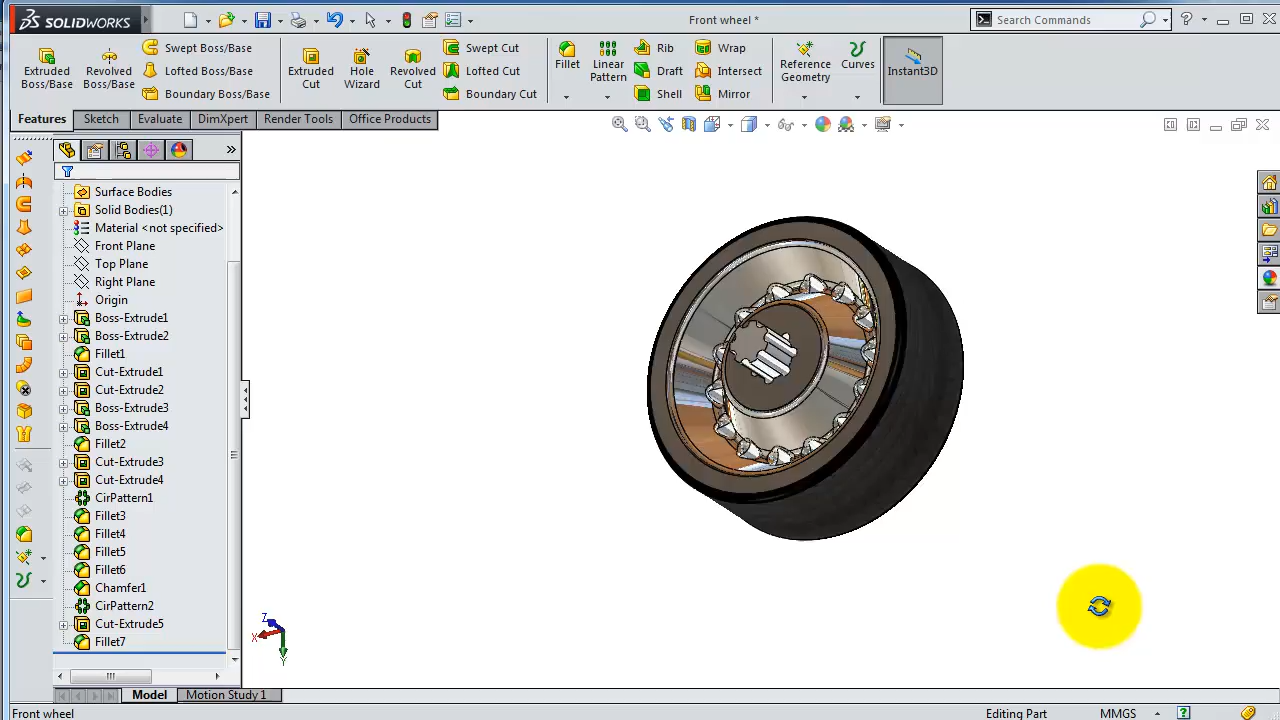 SOLIDWORKS
Front wheel *
Search Commands
Extruded Boss/Base
Revolved Boss/Base
Swept Boss/Base
Lofted Boss/Base
Boundary Boss/Base
Extruded Cut
Hole Wizard
Revolved Cut
Swept Cut
Lofted Cut
Boundary Cut
Fillet
Linear Pattern
Rib
Draft
Shell
Wrap
Intersect
Mirror
Reference Geometry
Curves
Instant3D
Features
Sketch
Evaluate
DimXpert
Render Tools
Office Products
Surface Bodies
Solid Bodies(1)
Material <not specified>
Front Plane
Top Plane
Right Plane
Origin
Boss-Extrude1
Boss-Extrude2
Fillet1
Cut-Extrude1
Cut-Extrude2
Boss-Extrude3
Boss-Extrude4
Fillet2
Cut-Extrude3
Cut-Extrude4
CirPattern1
Fillet3
Fillet4
Fillet5
Fillet6
Chamfer1
CirPattern2
Cut-Extrude5
Fillet7
Z
X
Y
Model
Motion Study 1
Front wheel
Editing Part
MMGS